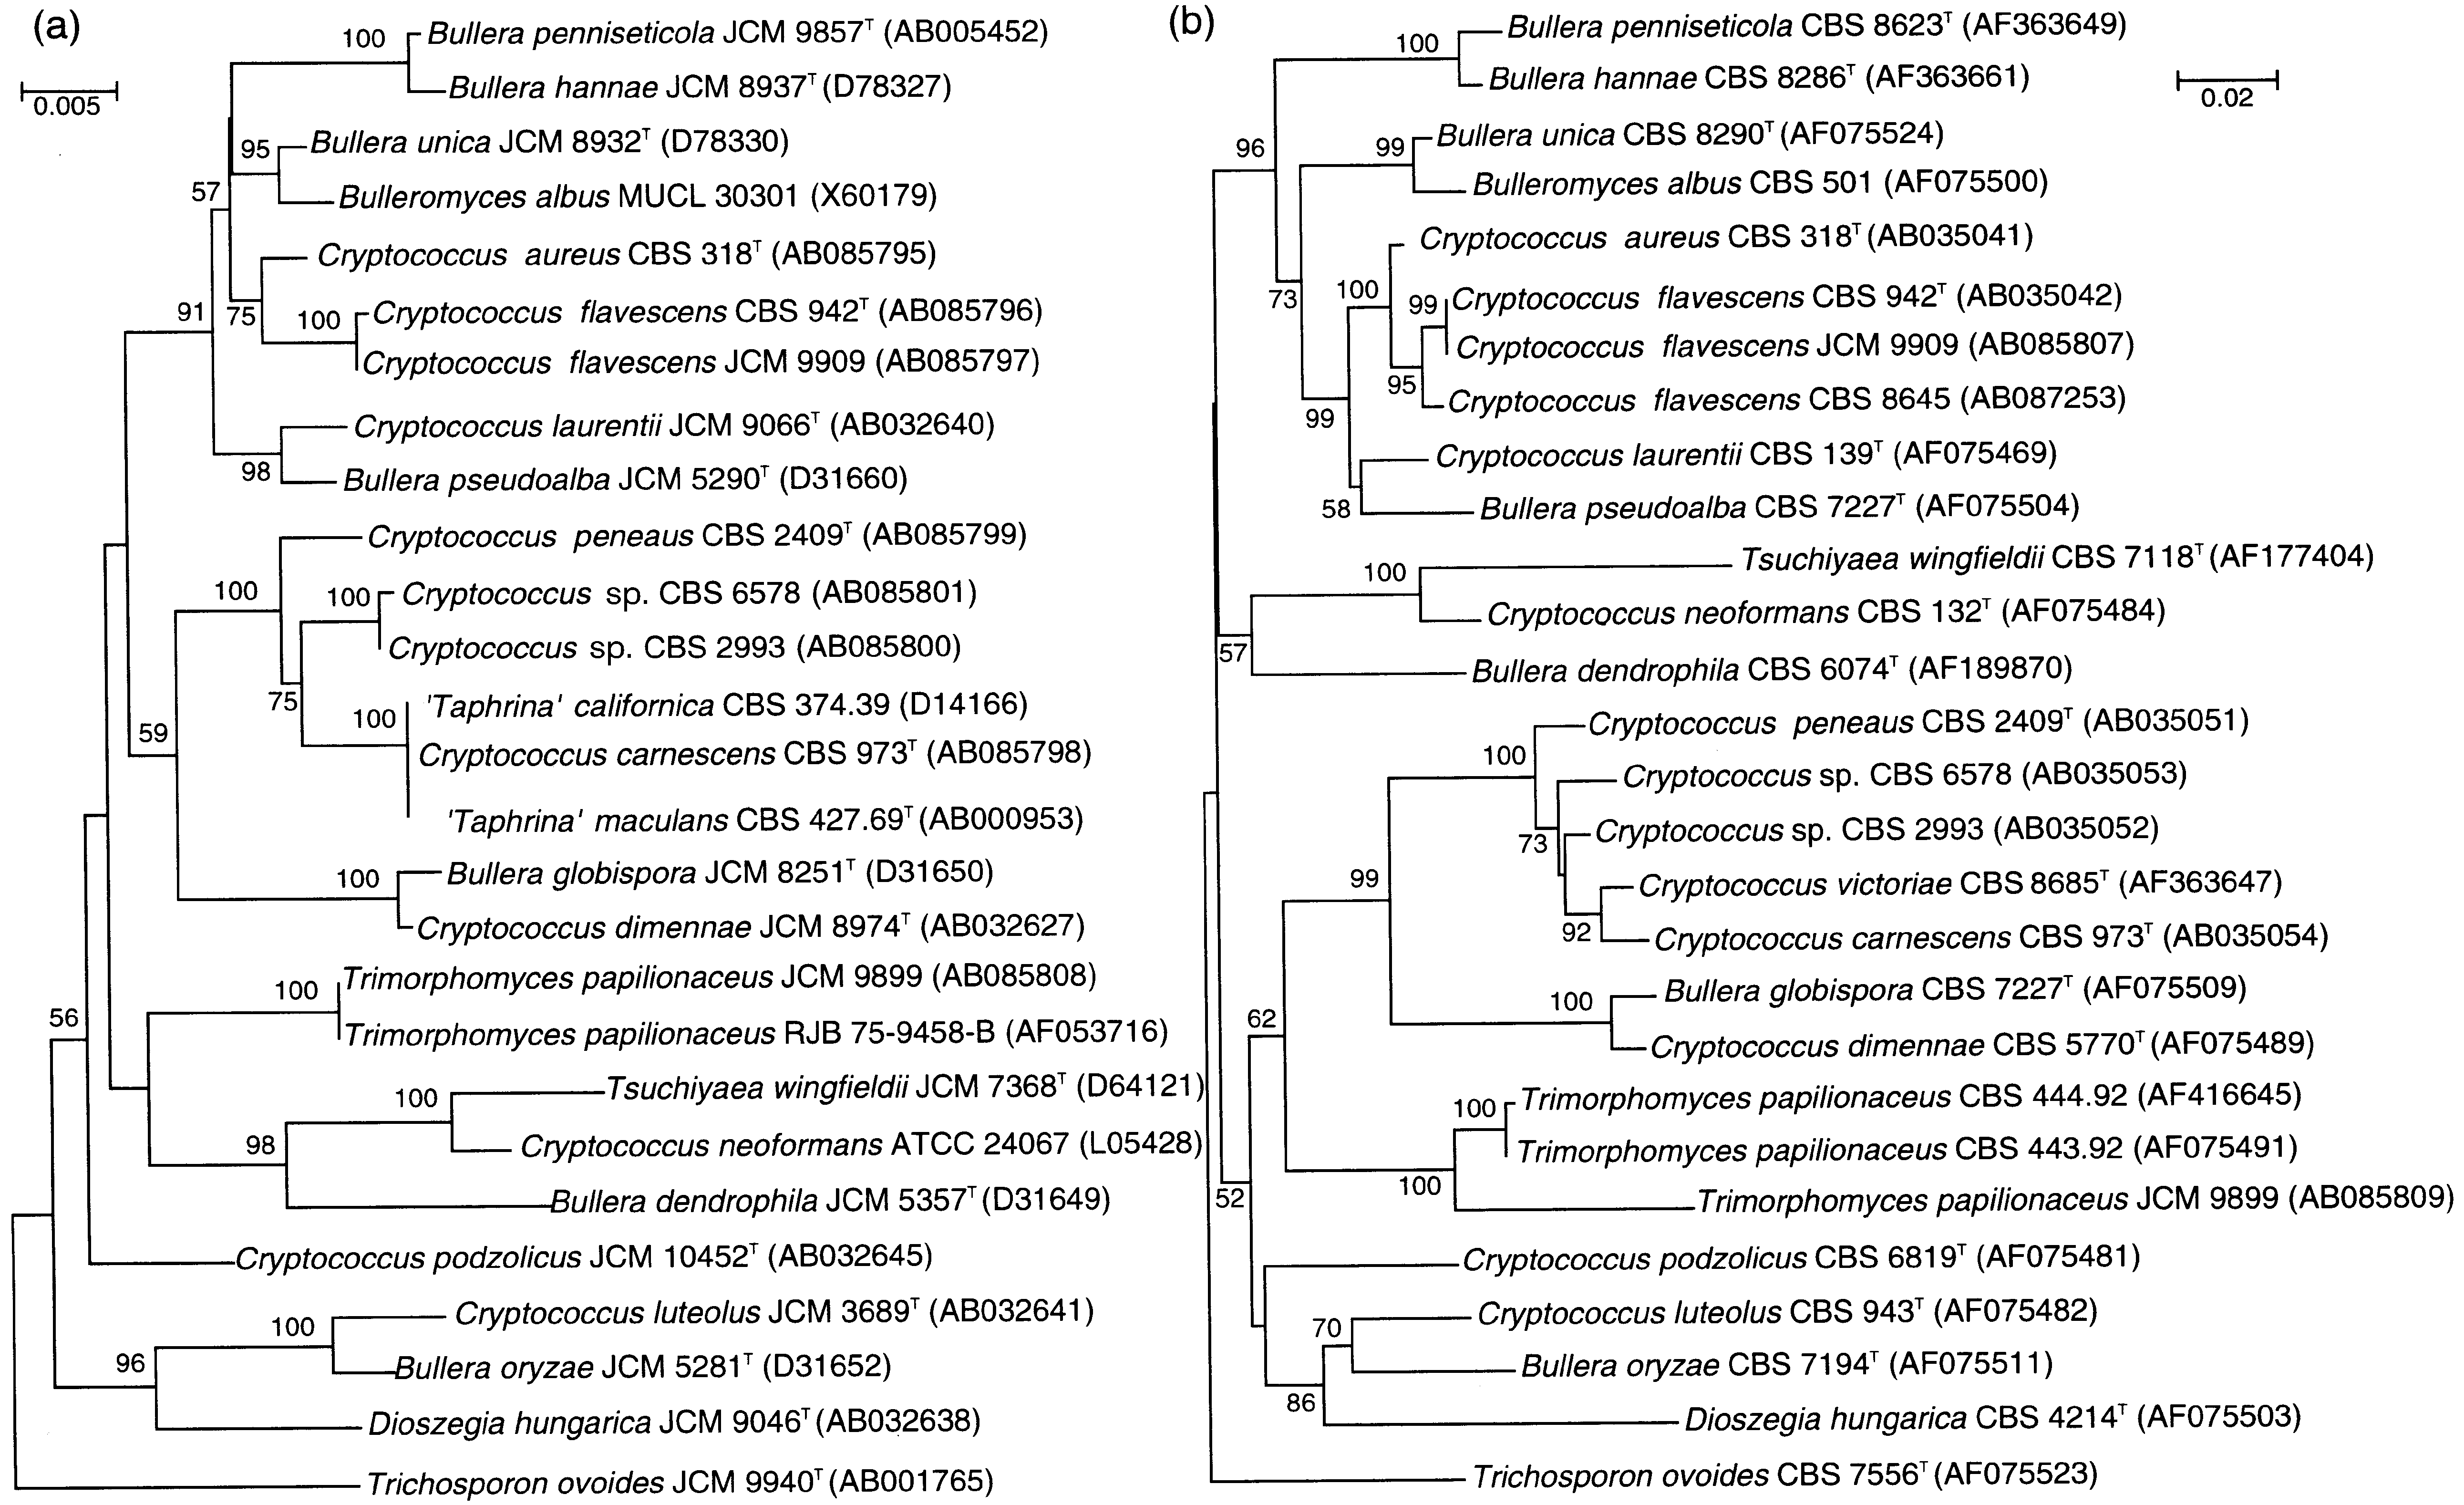 (a)
0.005
100
Bullera penniseticola JCM 9857ᵀ (AB005452)
Bullera hannae JCM 8937ᵀ (D78327)
95
Bullera unica JCM 8932ᵀ (D78330)
57
Bulleromyces albus MUCL 30301 (X60179)
Cryptococcus aureus CBS 318ᵀ (AB085795)
91
75
100
Cryptococcus flavescens CBS 942ᵀ (AB085796)
Cryptococcus flavescens JCM 9909 (AB085797)
Cryptococcus laurentii JCM 9066ᵀ (AB032640)
98
Bullera pseudoalba JCM 5290ᵀ (D31660)
Cryptococcus peneaus CBS 2409ᵀ (AB085799)
100
100
Cryptococcus sp. CBS 6578 (AB085801)
Cryptococcus sp. CBS 2993 (AB085800)
75
100
'Taphrina' californica CBS 374.39 (D14166)
59
Cryptococcus carnescens CBS 973ᵀ (AB085798)
'Taphrina' maculans CBS 427.69ᵀ (AB000953)
100
Bullera globispora JCM 8251ᵀ (D31650)
Cryptococcus dimennae JCM 8974ᵀ (AB032627)
100
Trimorphomyces papilionaceus JCM 9899 (AB085808)
56
Trimorphomyces papilionaceus RJB 75-9458-B (AF053716)
100
Tsuchiyaea wingfieldii JCM 7368ᵀ (D64121)
98
Cryptococcus neoformans ATCC 24067 (L05428)
Bullera dendrophila JCM 5357ᵀ (D31649)
Cryptococcus podzolicus JCM 10452ᵀ (AB032645)
100
Cryptococcus luteolus JCM 3689ᵀ (AB032641)
96
Bullera oryzae JCM 5281ᵀ (D31652)
Dioszegia hungarica JCM 9046ᵀ (AB032638)
Trichosporon ovoides JCM 9940ᵀ (AB001765)
(b)
0.02
100
Bullera penniseticola CBS 8623ᵀ (AF363649)
Bullera hannae CBS 8286ᵀ (AF363661)
96
99
Bullera unica CBS 8290ᵀ (AF075524)
Bulleromyces albus CBS 501 (AF075500)
Cryptococcus aureus CBS 318ᵀ (AB035041)
73
100
99
Cryptococcus flavescens CBS 942ᵀ (AB035042)
Cryptococcus flavescens JCM 9909 (AB085807)
95
Cryptococcus flavescens CBS 8645 (AB087253)
99
Cryptococcus laurentii CBS 139ᵀ (AF075469)
58
Bullera pseudoalba CBS 7227ᵀ (AF075504)
100
Tsuchiyaea wingfieldii CBS 7118ᵀ (AF177404)
Cryptococcus neoformans CBS 132ᵀ (AF075484)
57
Bullera dendrophila CBS 6074ᵀ (AF189870)
Cryptococcus peneaus CBS 2409ᵀ (AB035051)
100
Cryptococcus sp. CBS 6578 (AB035053)
73
Cryptococcus sp. CBS 2993 (AB035052)
99
Cryptococcus victoriae CBS 8685ᵀ (AF363647)
92
Cryptococcus carnescens CBS 973ᵀ (AB035054)
100
Bullera globispora CBS 7227ᵀ (AF075509)
62
Cryptococcus dimennae CBS 5770ᵀ (AF075489)
100
Trimorphomyces papilionaceus CBS 444.92 (AF416645)
Trimorphomyces papilionaceus CBS 443.92 (AF075491)
52
100
Trimorphomyces papilionaceus JCM 9899 (AB085809)
Cryptococcus podzolicus CBS 6819ᵀ (AF075481)
70
Cryptococcus luteolus CBS 943ᵀ (AF075482)
Bullera oryzae CBS 7194ᵀ (AF075511)
86
Dioszegia hungarica CBS 4214ᵀ (AF075503)
Trichosporon ovoides CBS 7556ᵀ (AF075523)